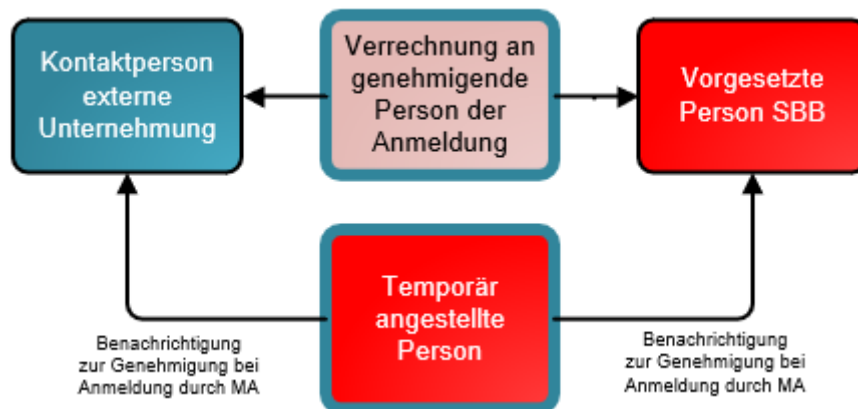 Kontaktperson
externe
Unternehmung
Verrechnung an
genehmigende
Person der
Anmeldung
Vorgesetzte
Person SBB
Temporär
angestellte
Person
Benachrichtigung
zur Genehmigung bei
Anmeldung durch MA
Benachrichtigung
zur Genehmigung bei
Anmeldung durch MA